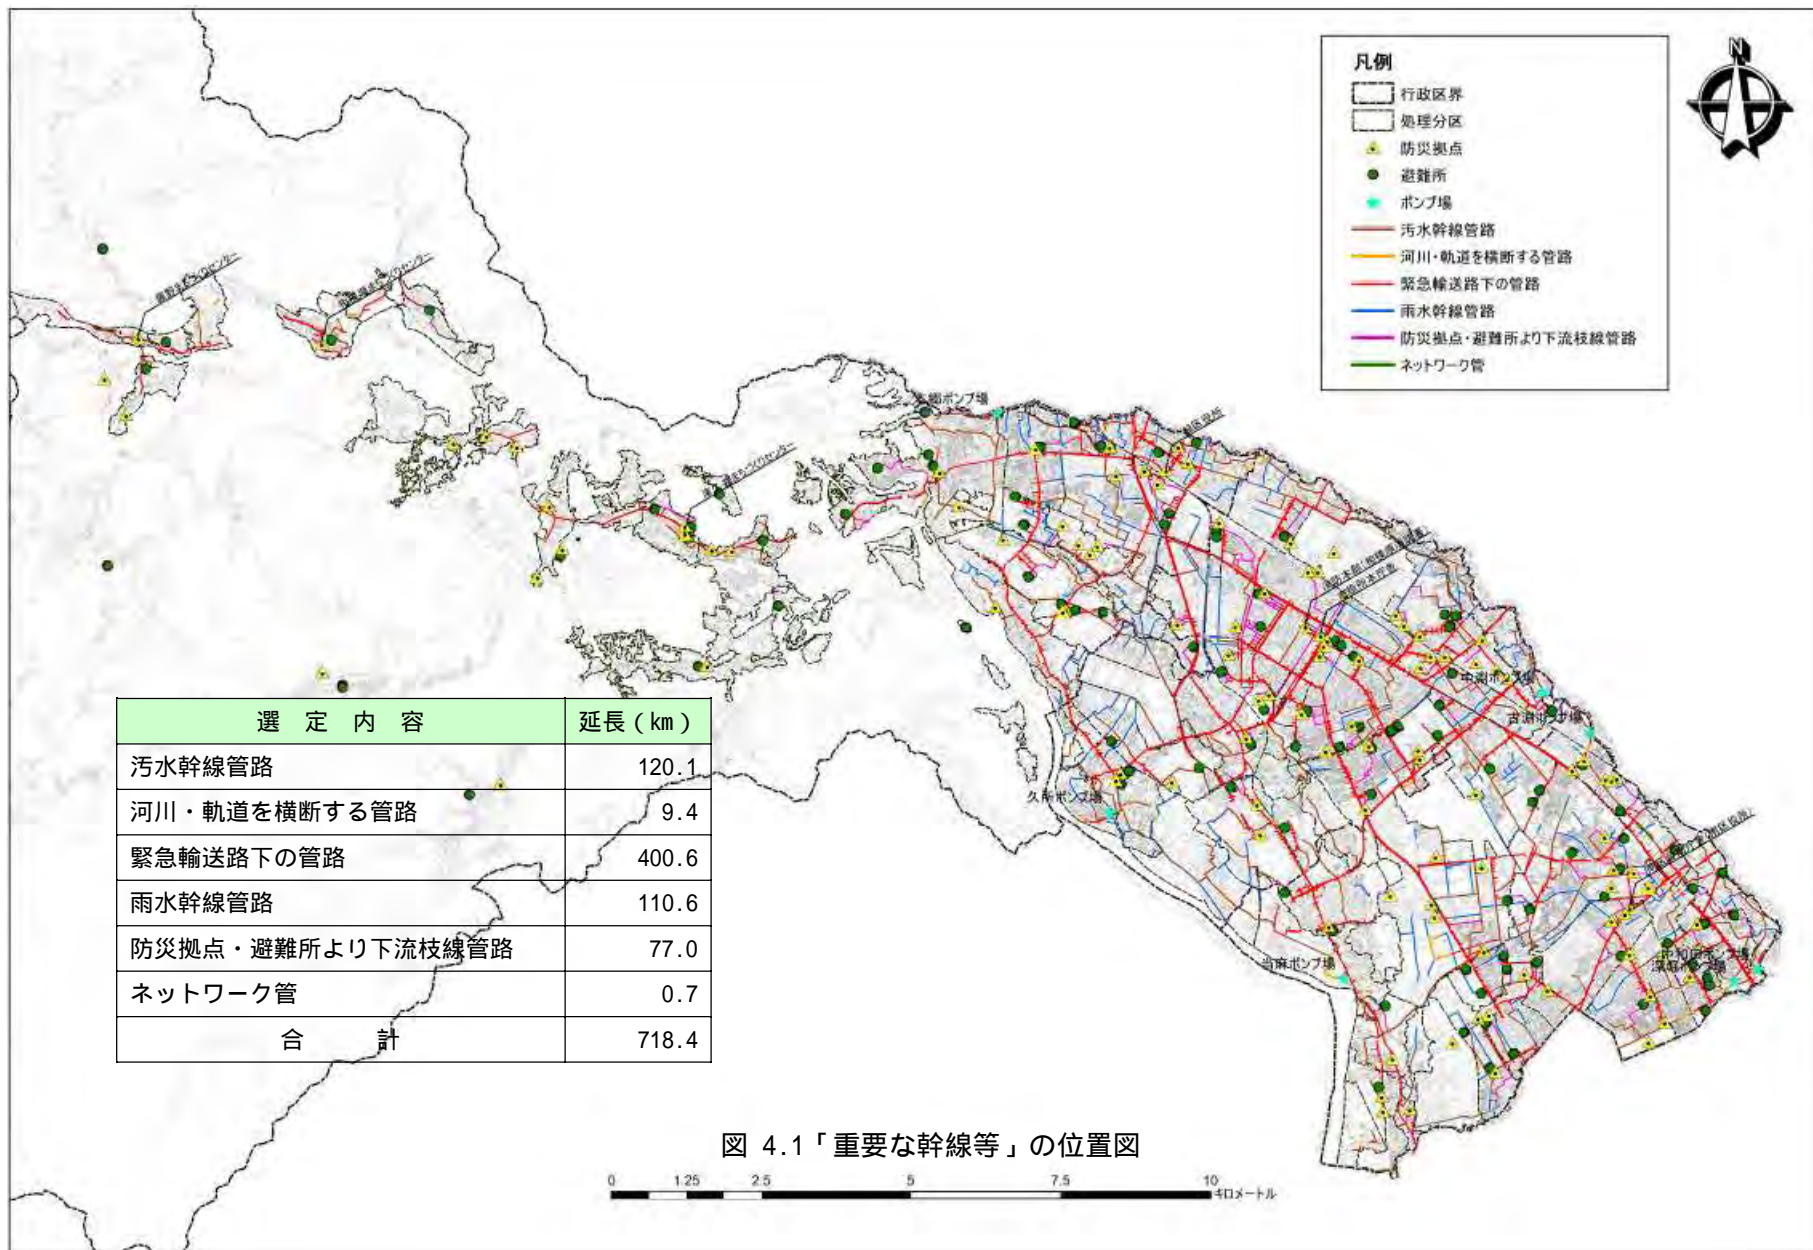 凡例
行政区界
処理分区
防災拠点
避難所
ポンプ場
汚水幹線管路
河川・軌道を横断する管路
緊急輸送路下の管路
雨水幹線管路
防災拠点・避難所より下流枝線管路
ネットワーク管
N
ポンプ場
久所ポンプ場
当麻ポンプ場
古淵ポンプ場
選定内容 延長(km)
汚水幹線管路 120.1
河川・軌道を横断する管路 9.4
緊急輸送路下の管路 400.6
雨水幹線管路 110.6
防災拠点・避難所より下流枝線管路 77.0
ネットワーク管 0.7
合計 718.4
図 4.1「重要な幹線等」の位置図
0 1.25 2.5 5 7.5 10
キロメートル